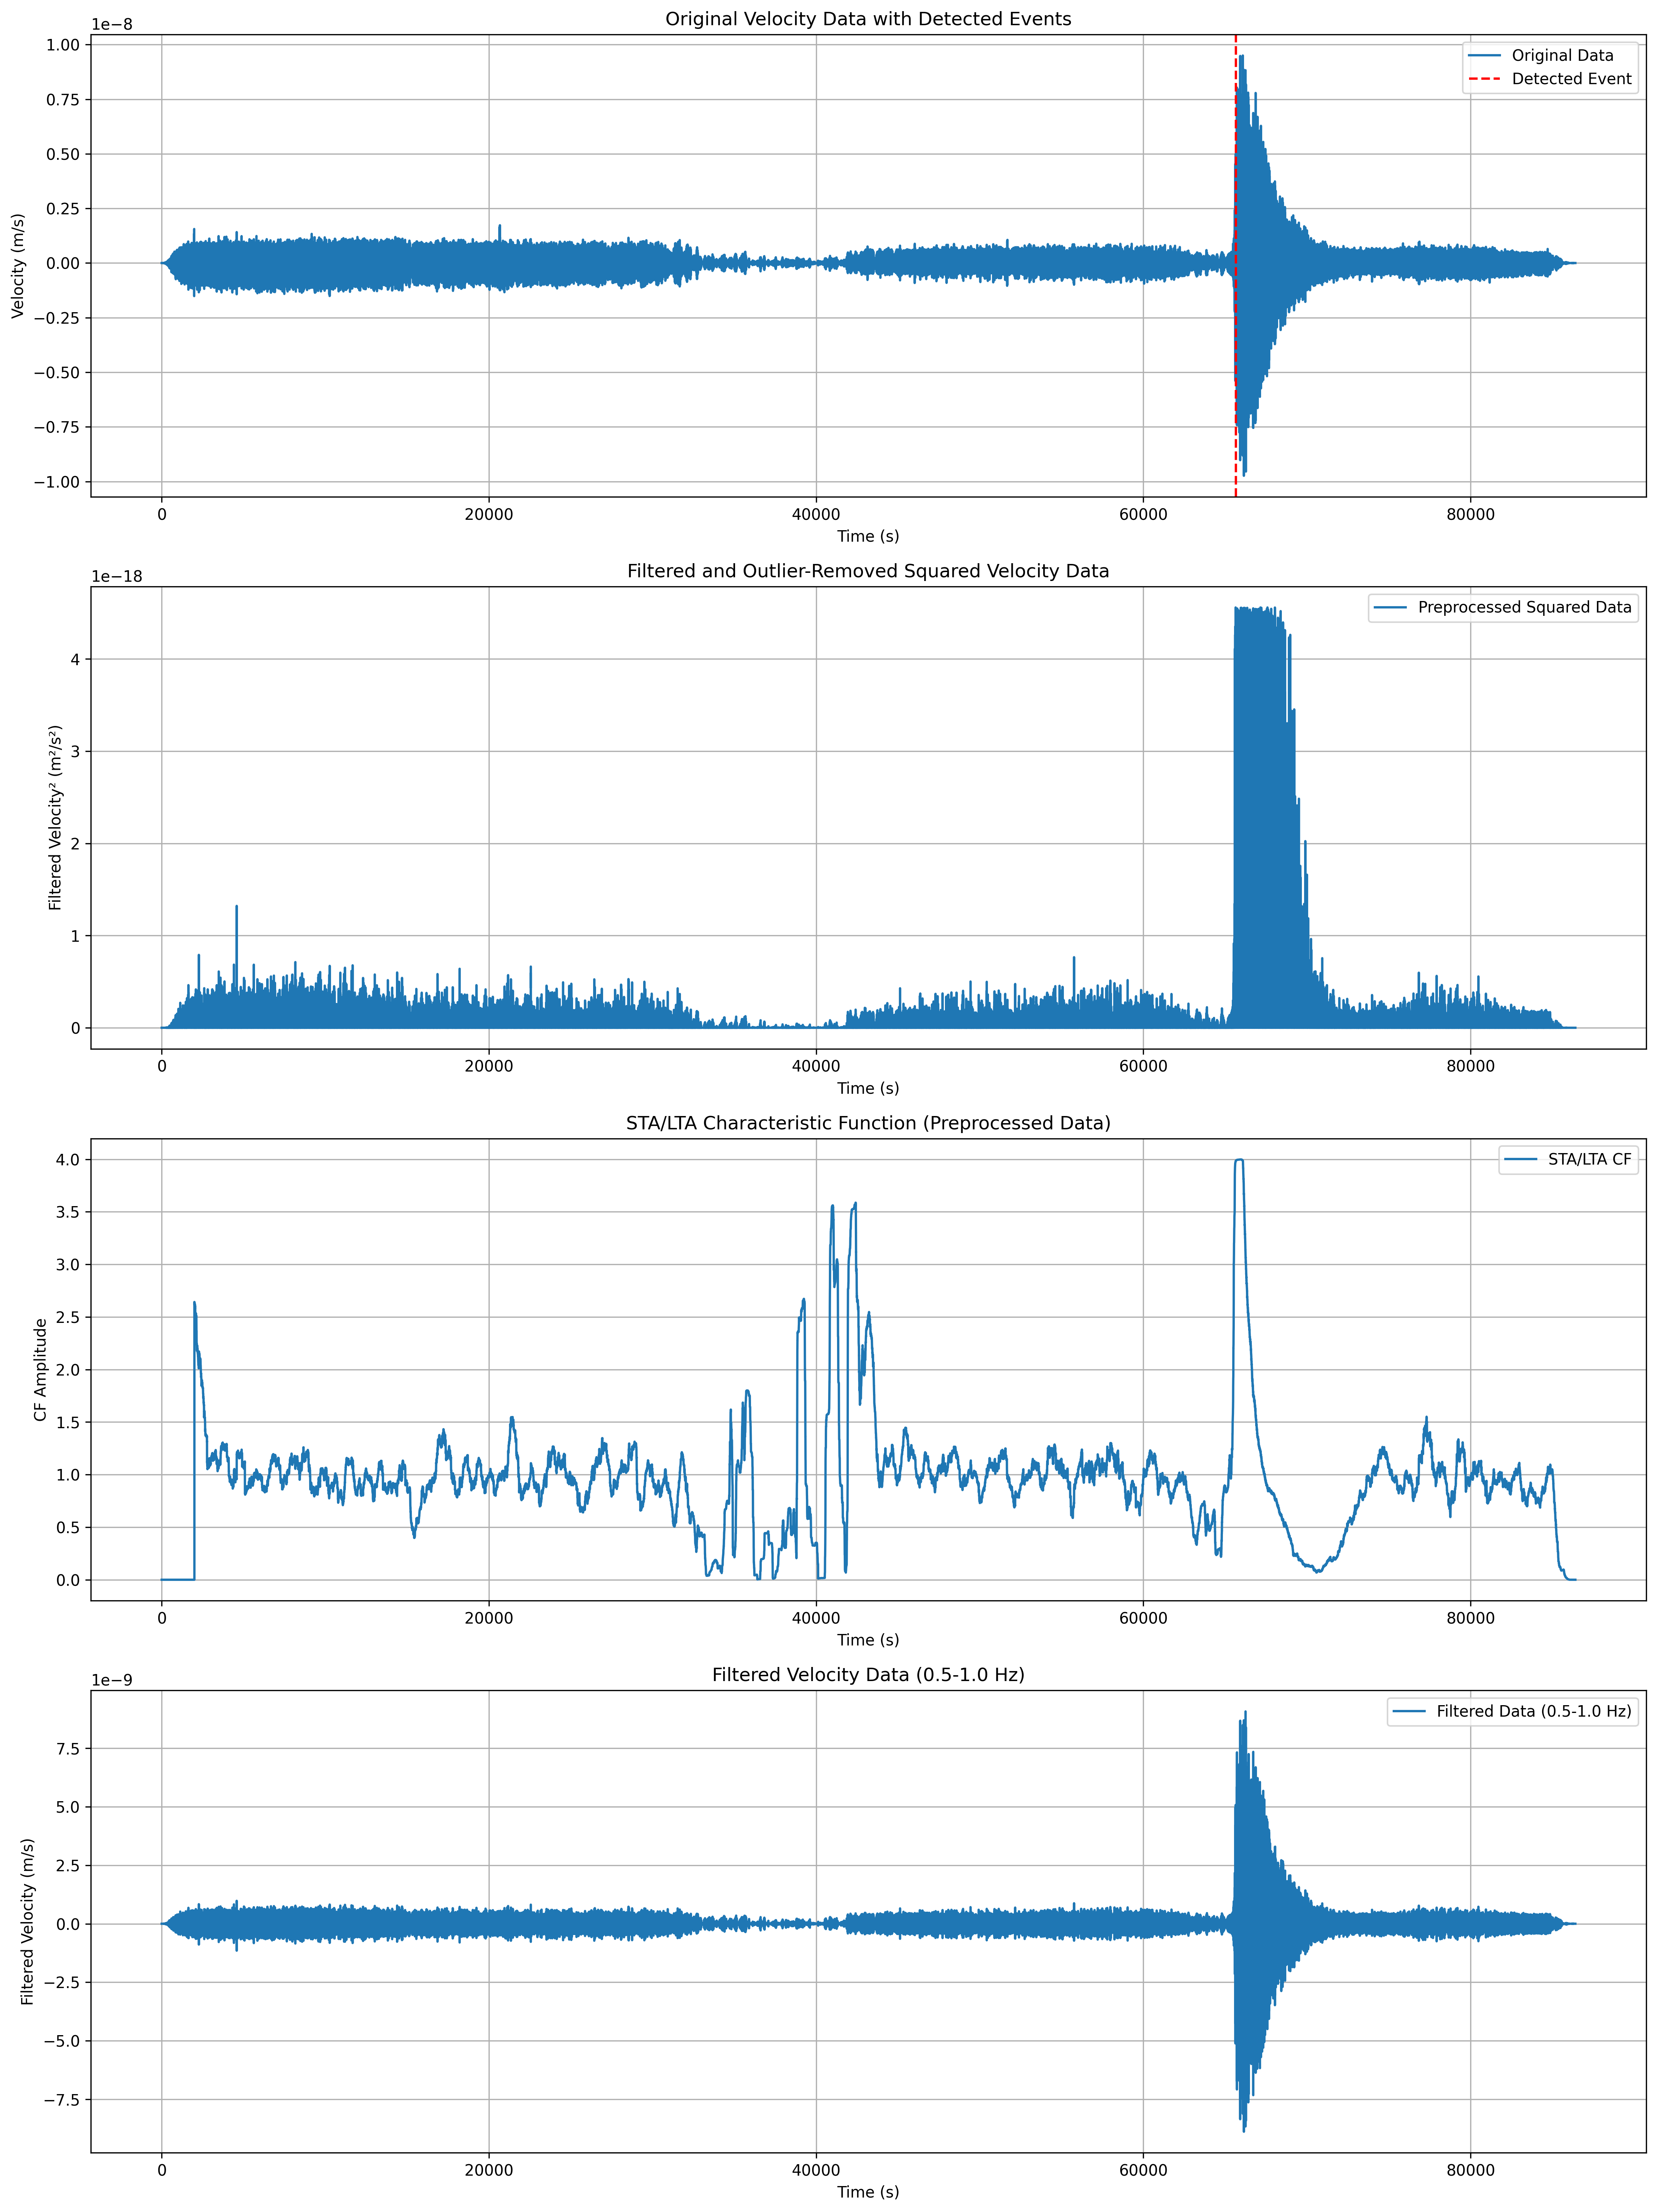 Original Velocity Data with Detected Events
1e−8
1.00
0.75
0.50
0.25
0.00
−0.25
−0.50
−0.75
−1.00
Velocity (m/s)
Original Data
Detected Event
0 20000 40000 60000 80000
Time (s)
Filtered and Outlier-Removed Squared Velocity Data
1e−18
4
3
2
1
0
Filtered Velocity² (m²/s²)
Preprocessed Squared Data
0 20000 40000 60000 80000
Time (s)
STA/LTA Characteristic Function (Preprocessed Data)
4.0
3.5
3.0
2.5
2.0
1.5
1.0
0.5
0.0
CF Amplitude
STA/LTA CF
0 20000 40000 60000 80000
Time (s)
Filtered Velocity Data (0.5-1.0 Hz)
1e−9
7.5
5.0
2.5
0.0
−2.5
−5.0
−7.5
Filtered Velocity (m/s)
Filtered Data (0.5-1.0 Hz)
0 20000 40000 60000 80000
Time (s)